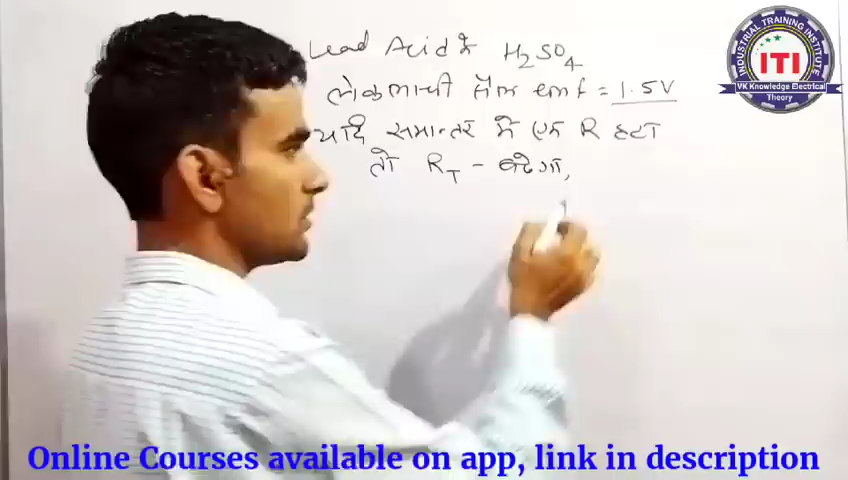 Lead Acid में H2SO4
लेकलांची सैल emf = 1.5V
यदि समान्तर में एक R हटा
तो RT - बढेगा,
INDUSTRIAL TRAINING INSTITUTE
ITI
VK Knowledge Electrical
Theory
Online Courses available on app, link in description